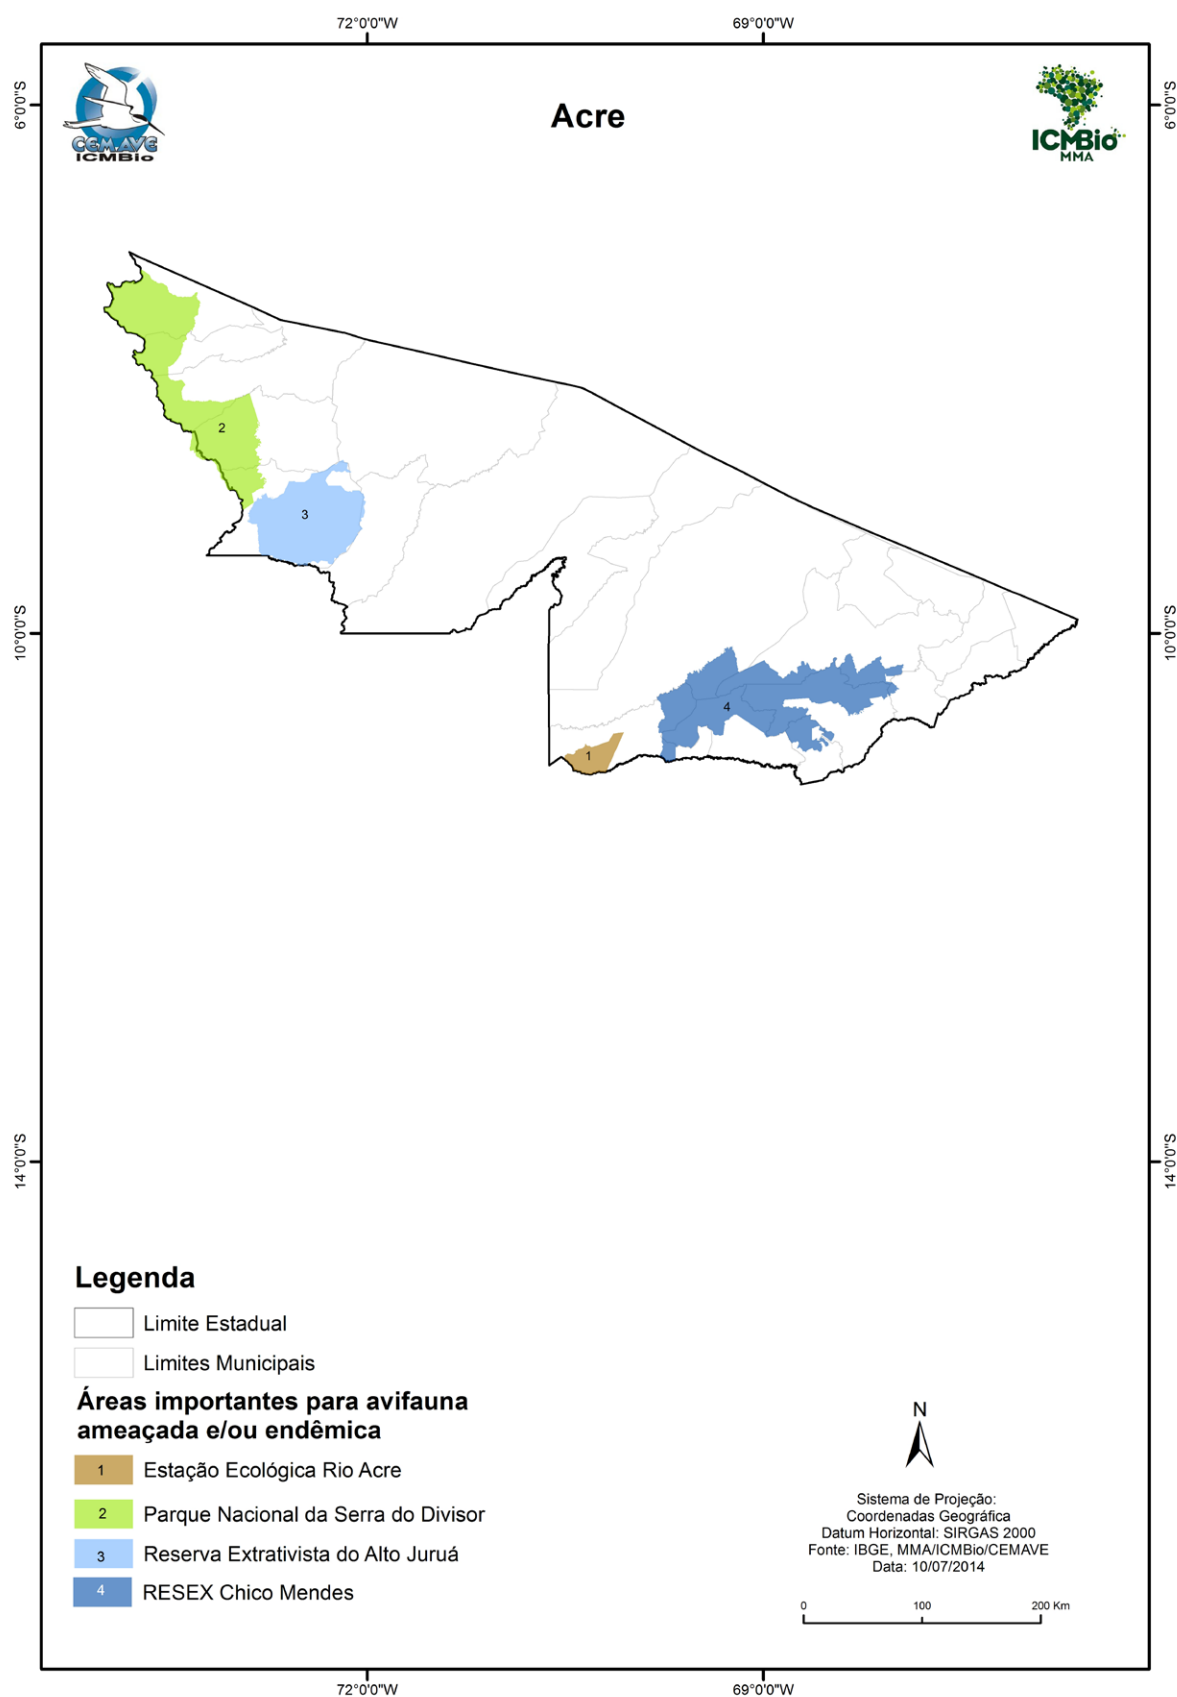 72°0'0"W
69°0'0"W
6°0'0"S
6°0'0"S
CEMAVE
ICMBio
Acre
ICMBio
MMA
2
3
10°0'0"S
10°0'0"S
4
1
14°0'0"S
14°0'0"S
Legenda
Limite Estadual
Limites Municipais
Áreas importantes para avifauna
ameaçada e/ou endêmica
1 Estação Ecológica Rio Acre
2 Parque Nacional da Serra do Divisor
3 Reserva Extrativista do Alto Juruá
4 RESEX Chico Mendes
N
Sistema de Projeção:
Coordenadas Geográfica
Datum Horizontal: SIRGAS 2000
Fonte: IBGE, MMA/ICMBio/CEMAVE
Data: 10/07/2014
0 100 200 Km
72°0'0"W
69°0'0"W